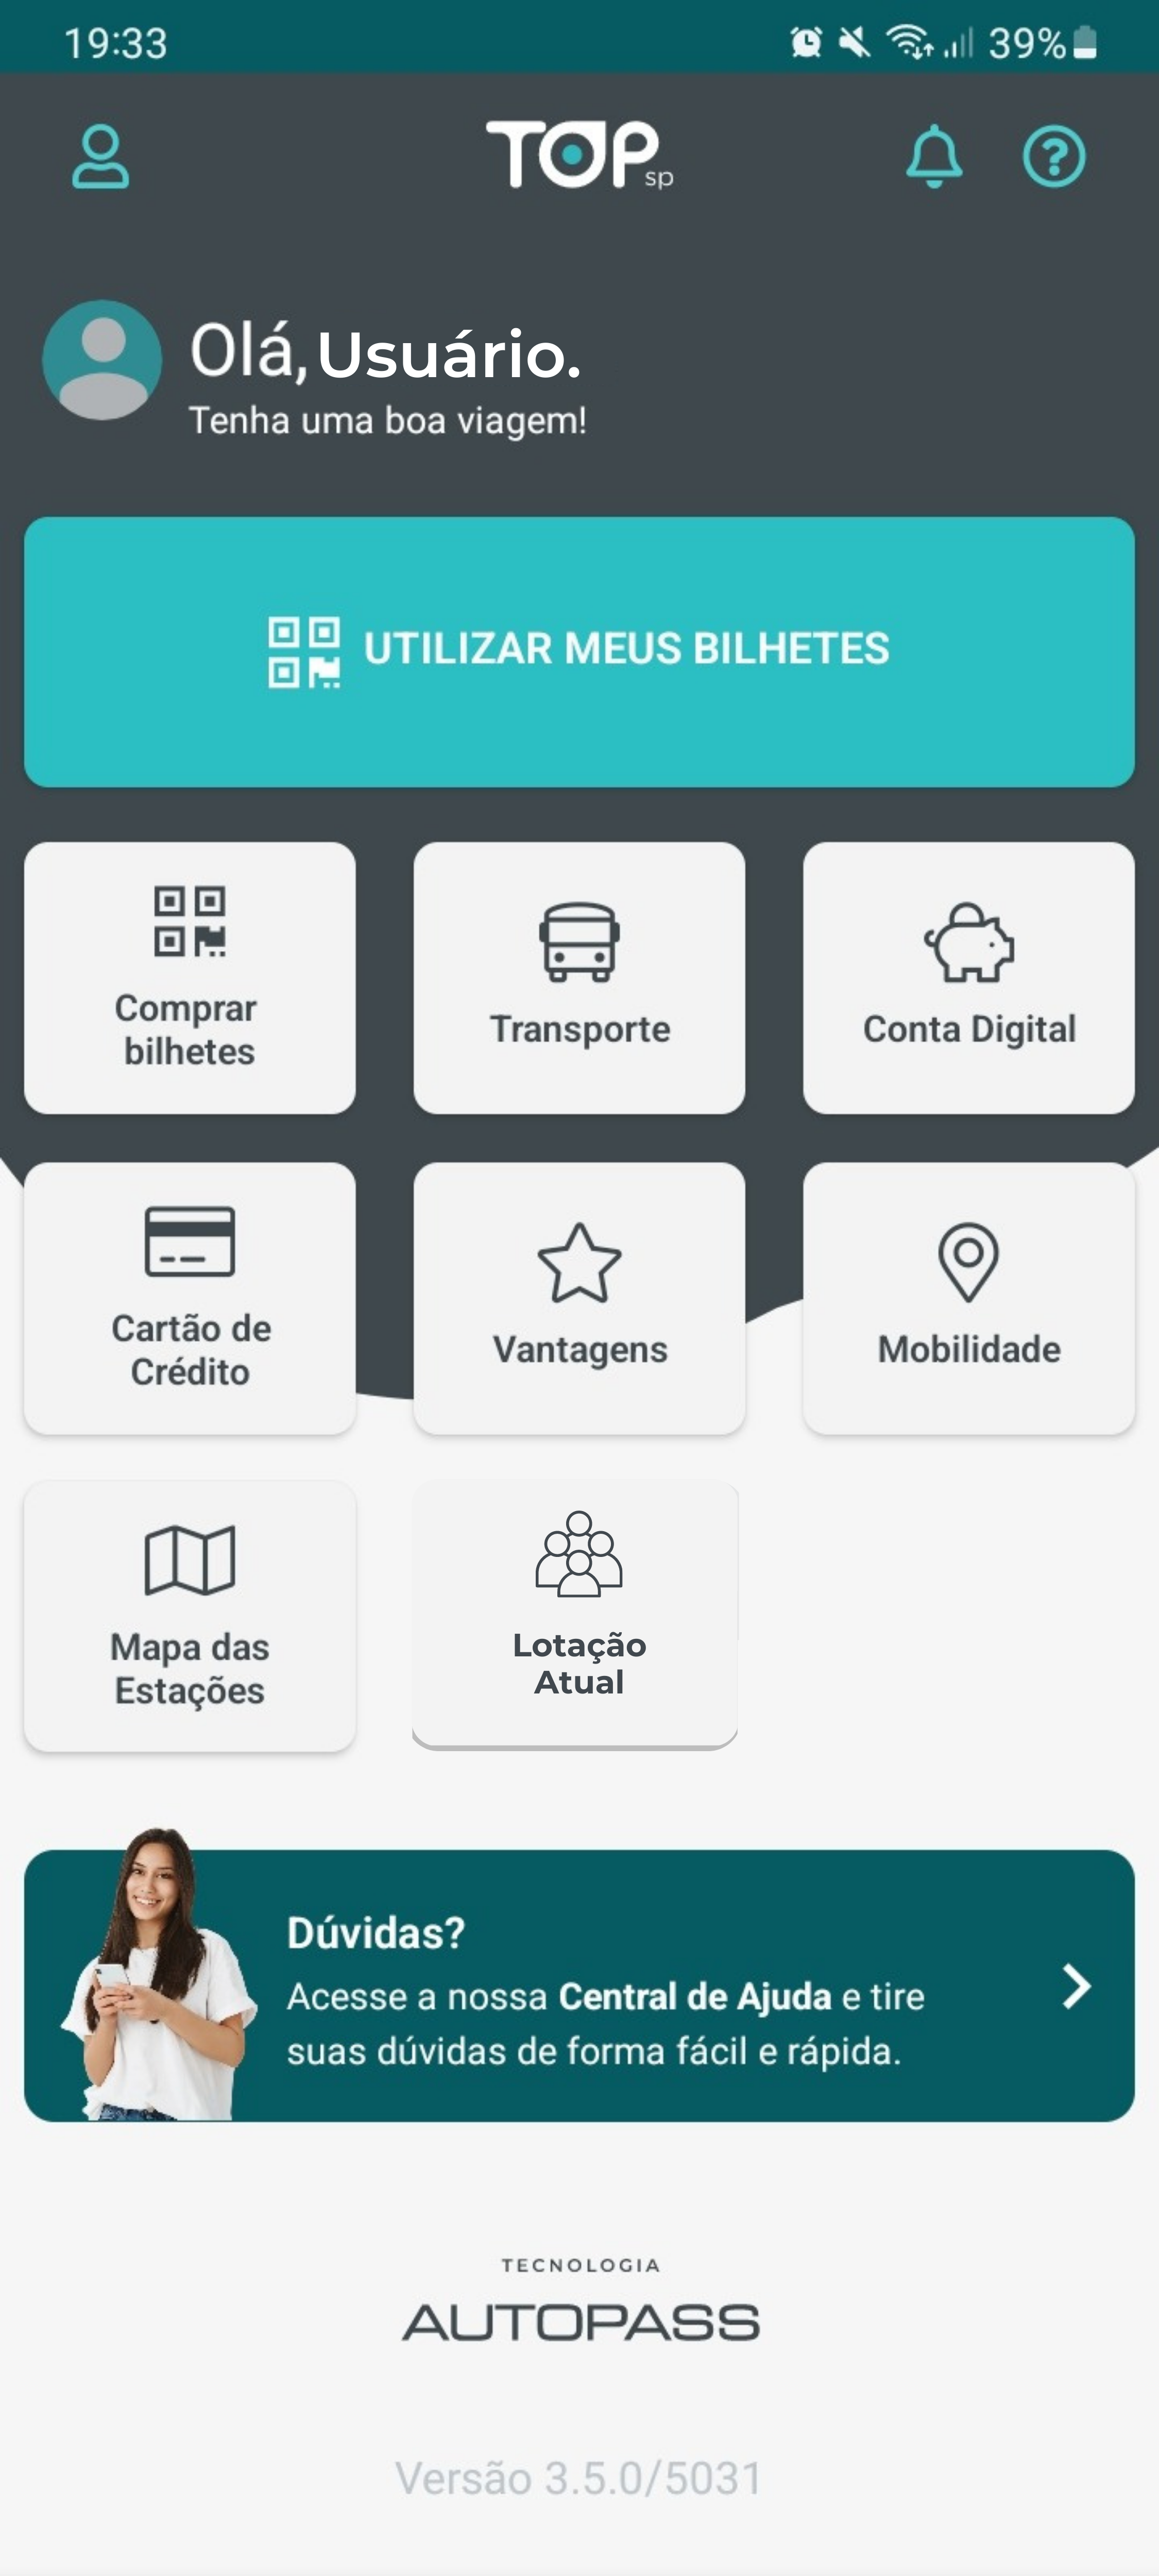 19:33
39%
TOP
sp
Olá, Usuário.
Tenha uma boa viagem!
UTILIZAR MEUS BILHETES
Comprar
bilhetes
Transporte
Conta Digital
Cartão de
Crédito
Vantagens
Mobilidade
Mapa das
Estações
Lotação
Atual
Dúvidas?
Acesse a nossa Central de Ajuda e tire
suas dúvidas de forma fácil e rápida.
TECNOLOGIA
AUTOPASS
Versão 3.5.0/5031